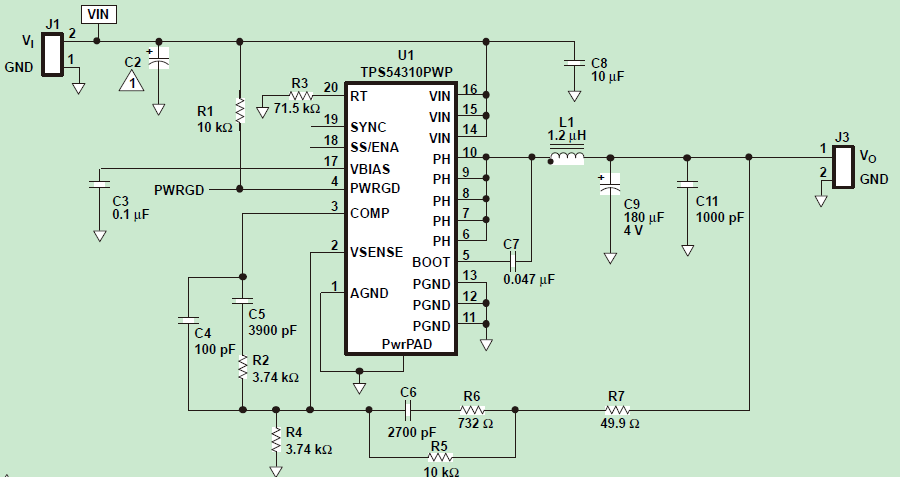 VIN
J1
VI
2
GND
1
C2
+
1
R1
10 kΩ
R3
71.5 kΩ
U1
TPS54310PWP
20
RT
19
SYNC
18
SS/ENA
17
VBIAS
4
PWRGD
PWRGD
3
COMP
2
VSENSE
1
AGND
16
VIN
15
VIN
14
VIN
10
PH
9
PH
8
PH
7
PH
6
PH
5
BOOT
13
PGND
12
PGND
11
PGND
PwrPAD
C8
10 µF
L1
1.2 µH
J3
1
VO
2
GND
+
C9
180 µF
4 V
C11
1000 pF
C7
0.047 µF
C3
0.1 µF
C5
3900 pF
C4
100 pF
R2
3.74 kΩ
R4
3.74 kΩ
C6
2700 pF
R6
732 Ω
R7
49.9 Ω
R5
10 kΩ